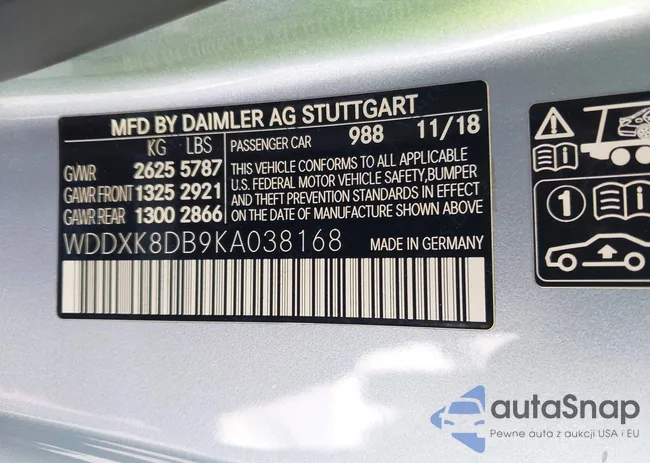 MFD BY DAIMLER AG STUTTGART
KG LBS
GVWR 2625 5787
GAWR FRONT 1325 2921
GAWR REAR 1300 2866
PASSENGER CAR 988 11/18
THIS VEHICLE CONFORMS TO ALL APPLICABLE
U.S. FEDERAL MOTOR VEHICLE SAFETY,BUMPER
AND THEFT PREVENTION STANDARDS IN EFFECT
ON THE DATE OF MANUFACTURE SHOWN ABOVE.
WDDXK8DB9KA038168 MADE IN GERMANY
1
autoSnap
Pewne auta z aukcji USA i EU